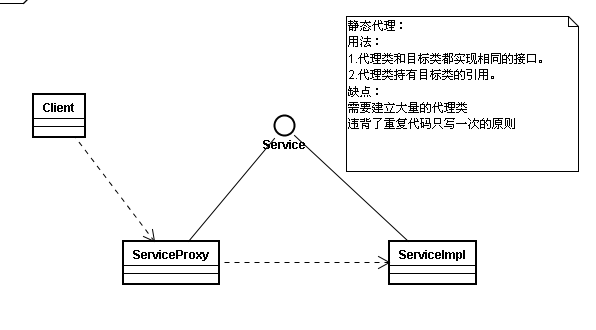 静态代理：
用法：
1.代理类和目标类都实现相同的接口。
2.代理类持有目标类的引用。
缺点：
需要建立大量的代理类
违背了重复代码只写一次的原则
Client
Service
ServiceProxy
ServiceImpl